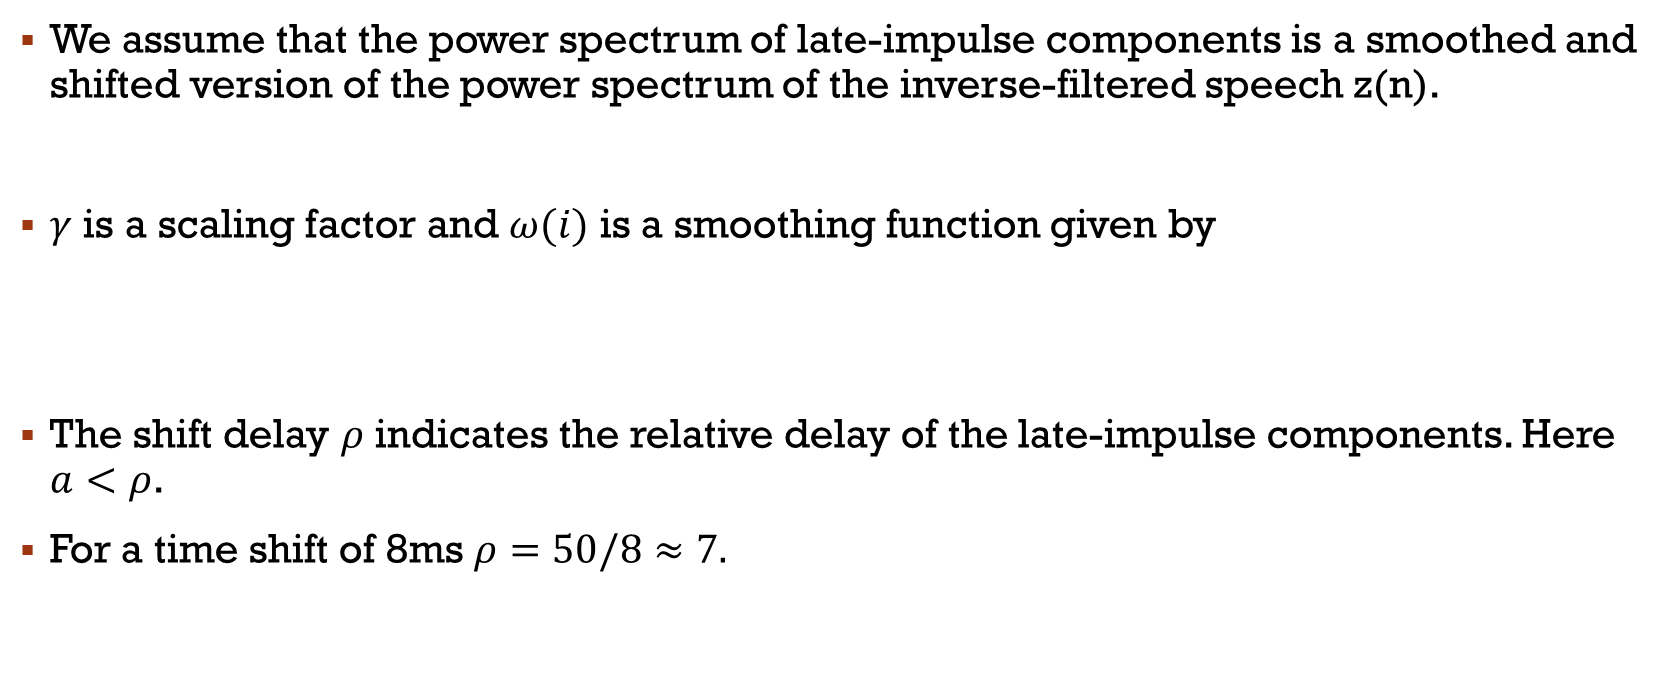 ▪ We assume that the power spectrum of late-impulse components is a smoothed and
shifted version of the power spectrum of the inverse-filtered speech z(n).
▪ γ is a scaling factor and ω(i) is a smoothing function given by
▪ The shift delay ρ indicates the relative delay of the late-impulse components. Here
a < ρ.
▪ For a time shift of 8ms ρ = 50/8 ≈ 7.